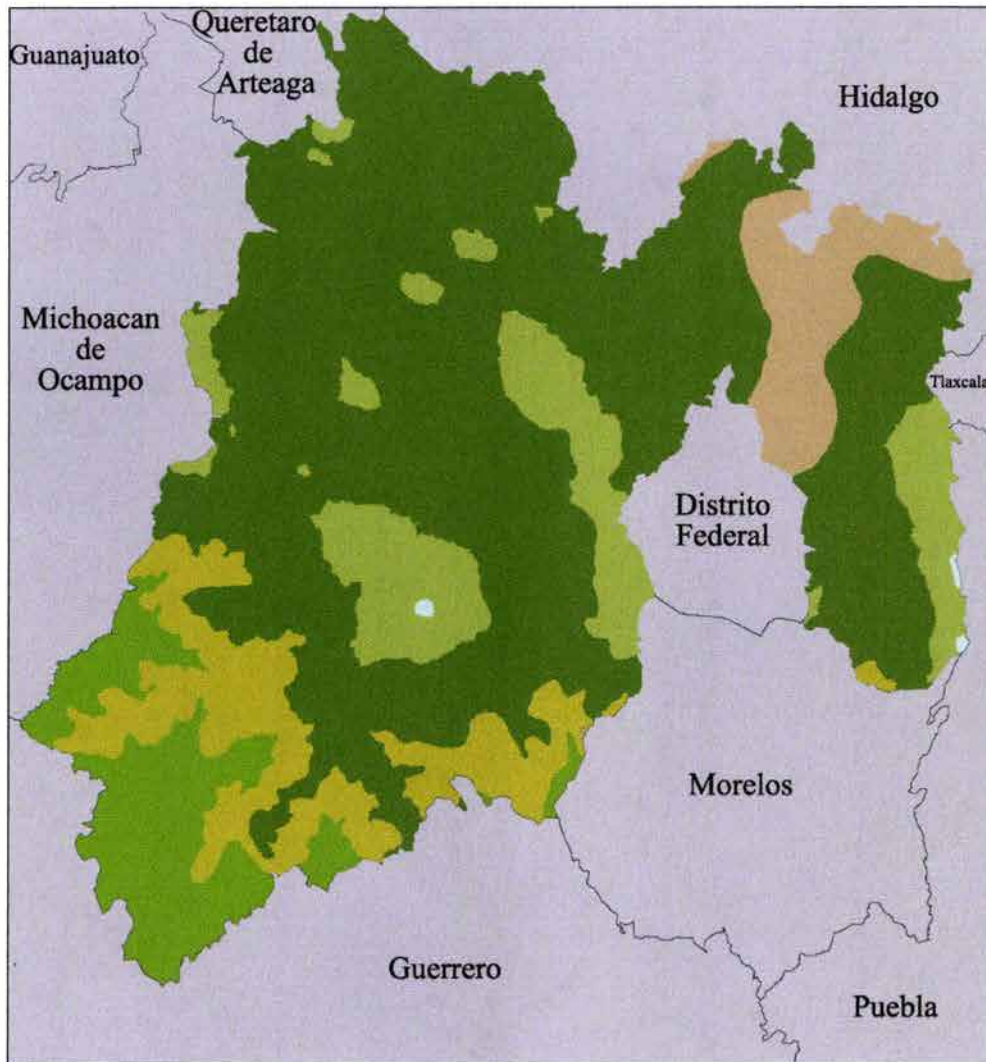 Queretaro
de
Arteaga
Guanajuato
Hidalgo
Michoacan
de
Ocampo
Tlaxcala
Distrito
Federal
Morelos
Guerrero
Puebla